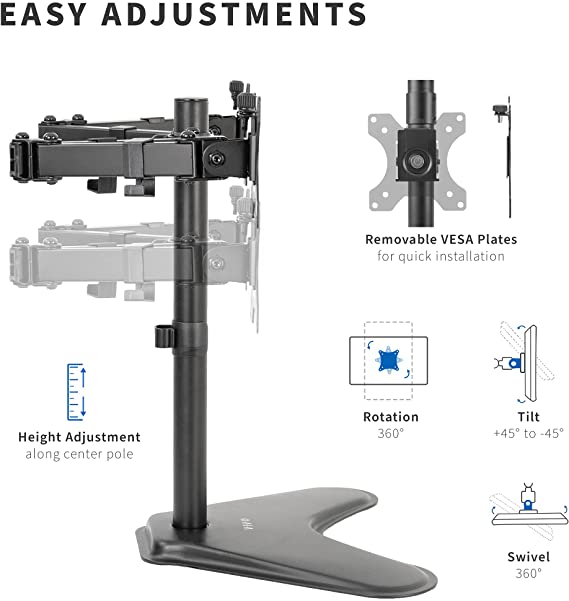 EASY ADJUSTMENTS
Removable VESA Plates
for quick installation
Height Adjustment
along center pole
Rotation
360°
Tilt
+45° to -45°
Swivel
360°
VIVO